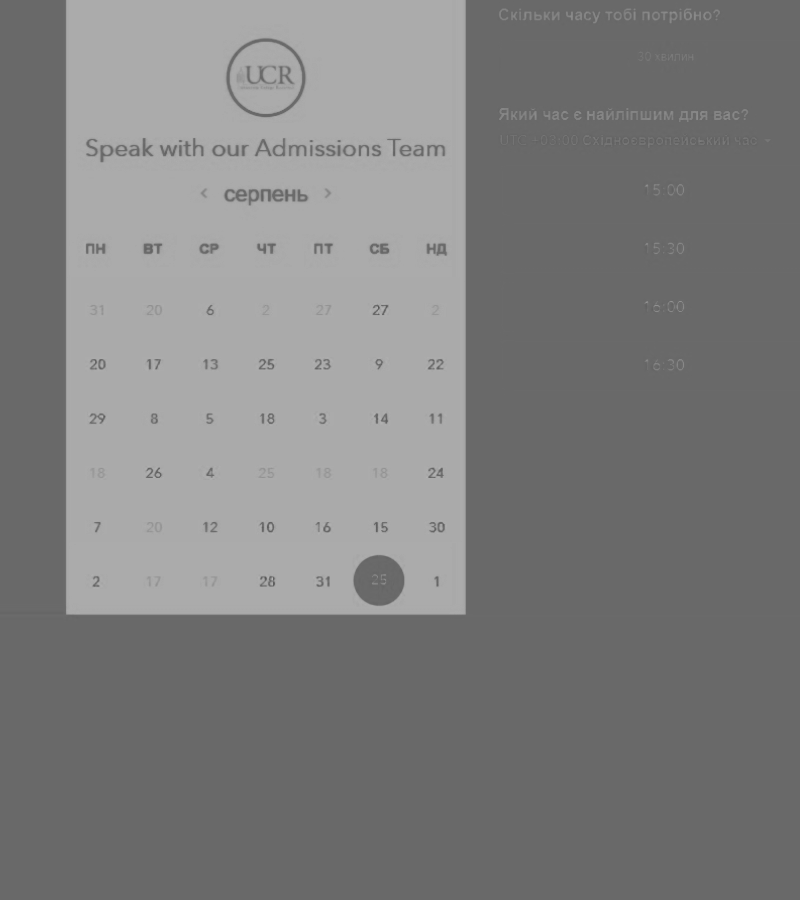 UCR
Speak with our Admissions Team
< серпень >
ПН ВТ СР ЧТ ПТ СБ НД
31 20 6 2 27 27 2
20 17 13 25 23 9 22
29 8 5 18 3 14 11
18 26 4 25 18 18 24
7 20 12 10 16 15 30
2 17 17 28 31 25 1
Скільки часу тобі потрібно?
30 хвилин
Який час є найліпшим для вас?
UTC +03:00 Східноєвропейський час
15:00
15:30
16:00
16:30